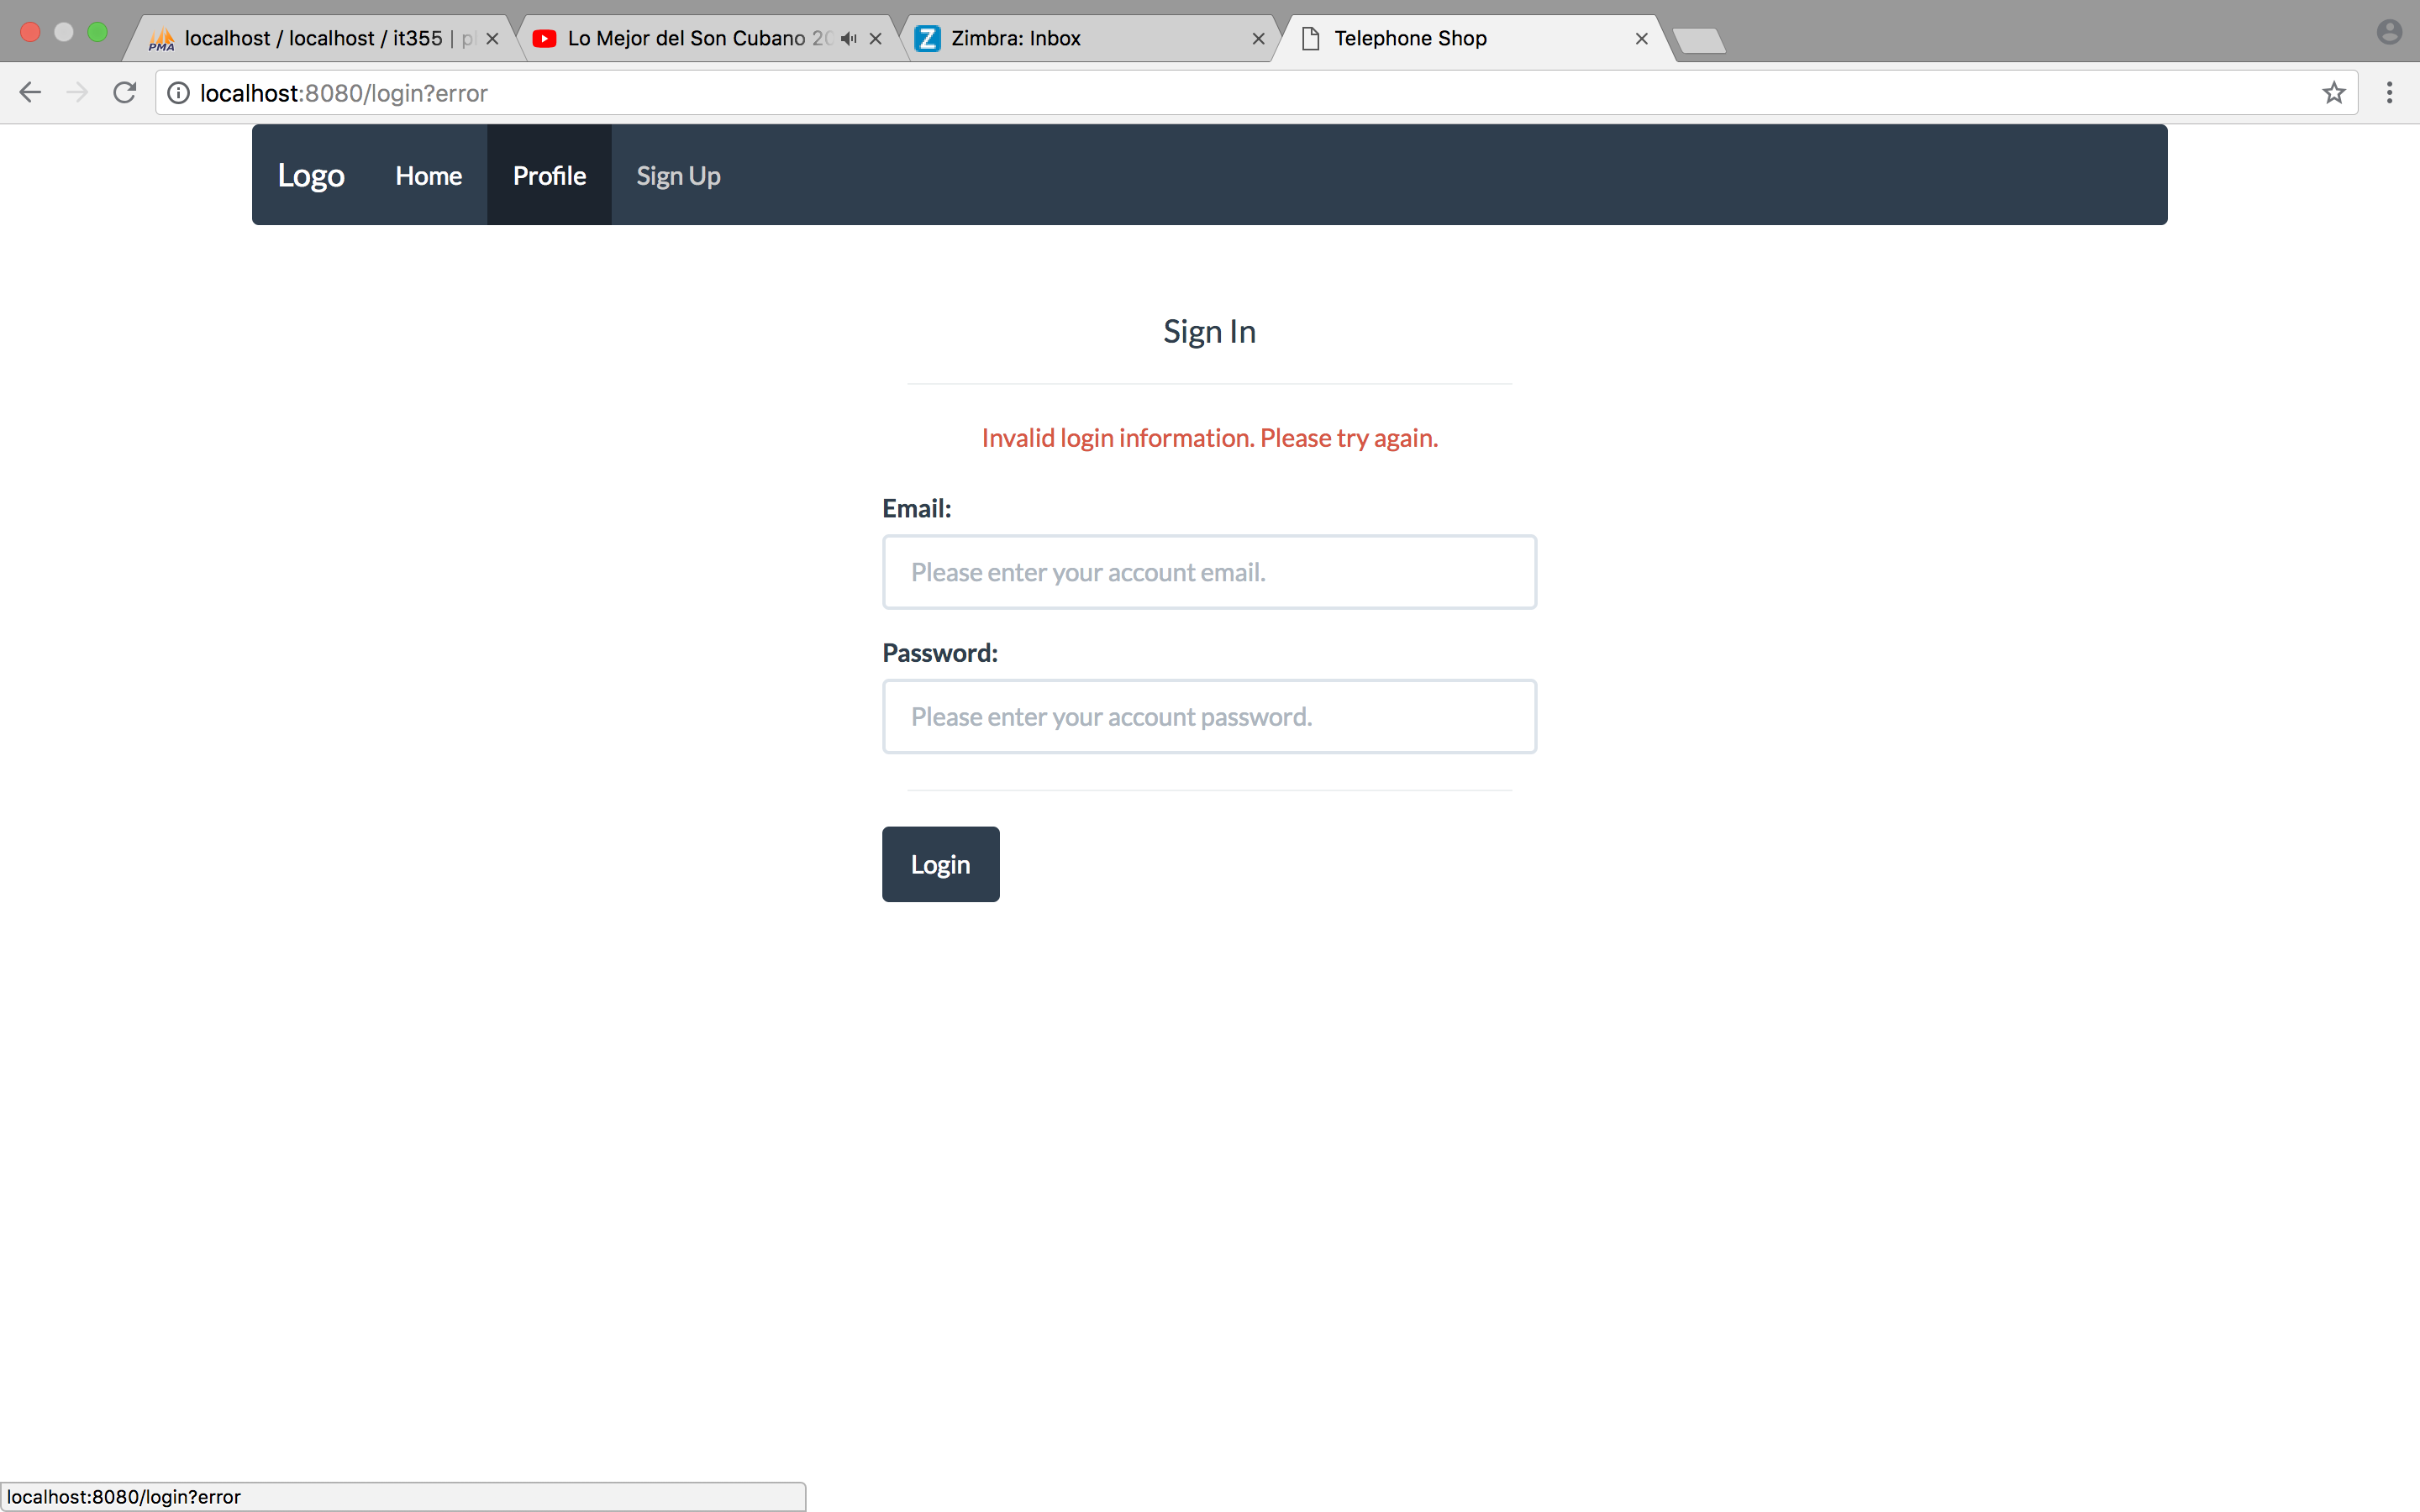 PMA localhost / localhost / it355 | Lo Mejor del Son Cubano Z Zimbra: Inbox Telephone Shop
localhost:8080/login?error
Logo Home Profile Sign Up
Sign In
Invalid login information. Please try again.
Email:
Please enter your account email.
Password:
Please enter your account password.
Login
localhost:8080/login?error